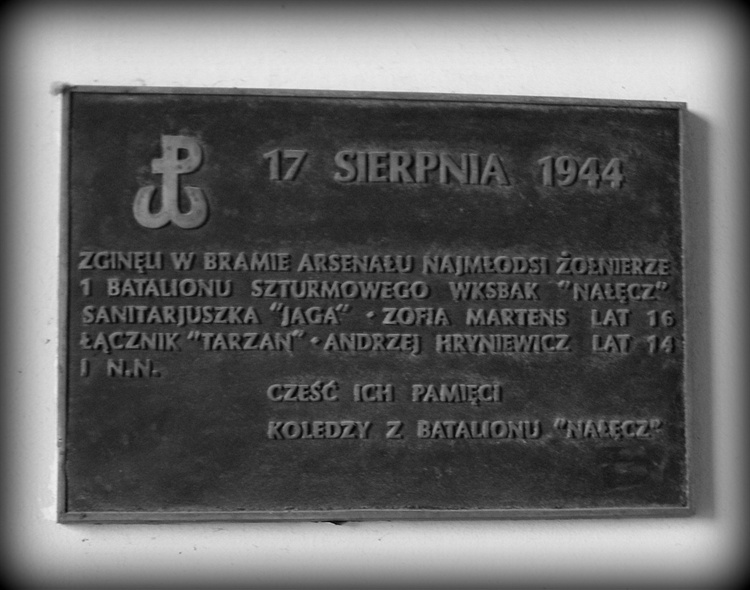 17 SIERPNIA 1944
ZGINĘLI W BRAMIE ARSENAŁU NAJMŁODSI ŻOŁNIERZE
1 BATALIONU SZTURMOWEGO WKSBAK "NAŁĘCZ"
SANITARJUSZKA "JAGA" · ZOFIA MARTENS LAT 16
ŁĄCZNIK "TARZAN" · ANDRZEJ HRYNIEWICZ LAT 14
I N.N.
CZEŚĆ ICH PAMIĘCI
KOLEDZY Z BATALIONU "NAŁĘCZ"